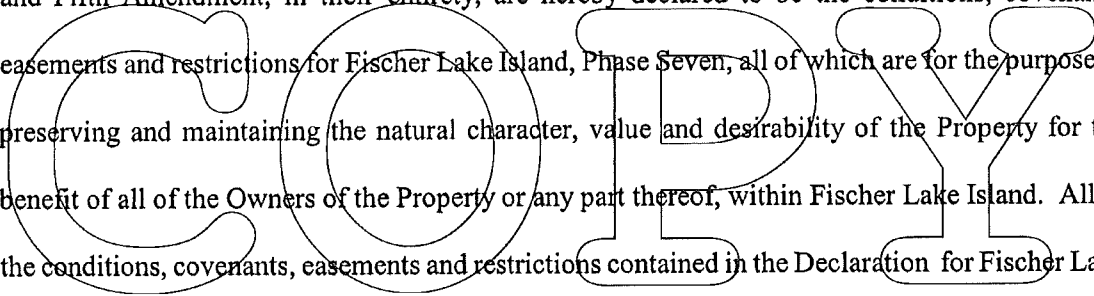 and Fifth Amendment, in their entirety, are hereby declared to be the conditions,
easements and restrictions for Fischer Lake Island, Phase Seven, all of which are for the purpose
preserving and maintaining the natural character, value and desirability of the Property for t
benefit of all of the Owners of the Property or any part thereof, within Fischer Lake Island. All
the conditions, covenants, easements and restrictions contained in the Declaration for Fischer La
COPY